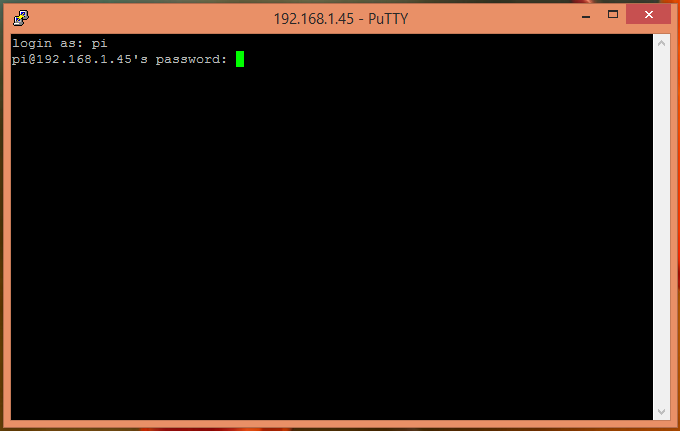 192.168.1.45 - PuTTY
login as: pi
pi@192.168.1.45's password: